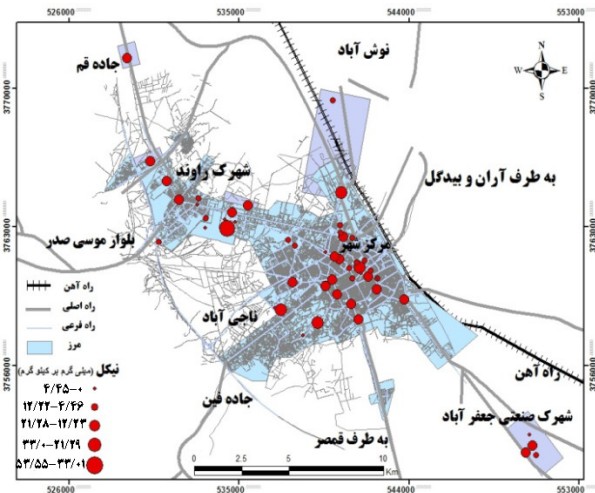 526000 535000 544000 553000
نوش آباد
جاده قم
N
W E
S
3770000 3770000
شهرک راوند
به طرف آران و بیدگل
3763000 3763000
بلوار موسی صدر
مرکز شهر
راه آهن
راه اصلی
راه فرعی
مرز
ناجی آباد
نیکل (میلی گرم بر کیلو گرم)
۴/۴۵-۰
۱۲/۲۲-۴/۴۶
۲۱/۲۸-۱۲/۲۳
۳۳/۰-۲۱/۲۹
۵۳/۵۵-۳۳/۰۱
3756000 3756000
راه آهن
جاده فین
شهرک صنعتی جعفر آباد
به طرف قمصر
0 2.5 5 10
Km
526000 535000 544000 553000